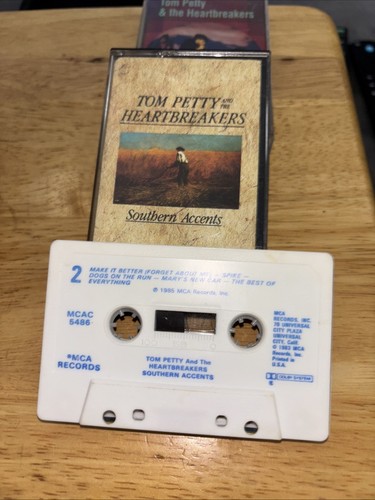 Tom Petty
& the Heartbreakers
TOM PETTY AND THE
HEARTBREAKERS
Southern Accents
2
MAKE IT BETTER (FORGET ABOUT ME) – SPIKE –
DOGS ON THE RUN – MARY'S NEW CAR – THE BEST OF
EVERYTHING
℗ 1985 MCA Records, Inc.
MCAC
5486
MCA
RECORDS, INC.
70 UNIVERSAL
CITY PLAZA
UNIVERSAL
CITY, Calif.
© 1985 MCA
Records, Inc.
Printed in
U.S.A.
MCA
RECORDS
TOM PETTY And The
HEARTBREAKERS
SOUTHERN ACCENTS
DOLBY SYSTEM